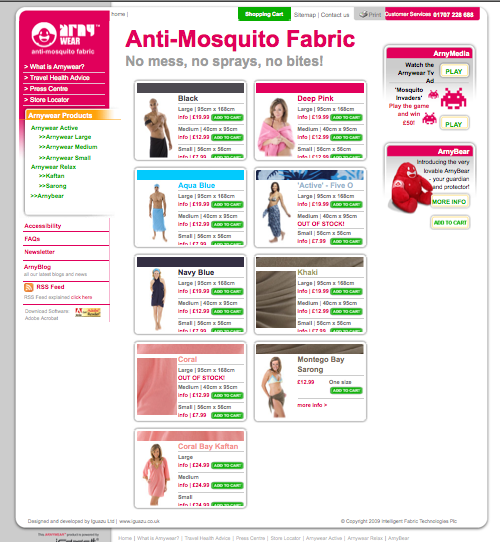 home |
Shopping Cart
Sitemap | Contact us
Print
Customer Services 01707 228 688
arny
WEAR
anti-mosquito fabric
> What is Arnywear?
> Travel Health Advice
> Press Centre
> Store Locator
Arnywear Products
Arnywear Active
>>Arnywear Large
>>Arnywear Medium
>>Arnywear Small
Arnywear Relax
>>Kaftan
>>Sarong
>>Arnybear
Accessibility
FAQs
Newsletter
ArnyBlog
all our latest blogs and news
RSS Feed
RSS Feed explained click here
Download Software
Adobe Acrobat
Anti-Mosquito Fabric
No mess, no sprays, no bites!
Black
Large | 95cm x 168cm
info | £19.99 ADD TO CART
Medium | 40cm x 95cm
info | £12.99 ADD TO CART
Small | 56cm x 56cm
info | £7.99 ADD TO CART
Deep Pink
Large | 95cm x 168cm
info | £19.99 ADD TO CART
Medium | 40cm x 95cm
info | £12.99 ADD TO CART
Small | 56cm x 56cm
info | £7.99 ADD TO CART
Aqua Blue
Large | 95cm x 168cm
info | £19.99 ADD TO CART
Medium | 40cm x 95cm
info | £12.99 ADD TO CART
Small | 56cm x 56cm
info | £7.99 ADD TO CART
'Active' - Five O
Large | 95cm x 168cm
info | £19.99 ADD TO CART
Medium | 40cm x 95cm
OUT OF STOCK!
Small | 56cm x 56cm
info | £7.99 ADD TO CART
Navy Blue
Large | 95cm x 168cm
info | £19.99 ADD TO CART
Medium | 40cm x 95cm
info | £12.99 ADD TO CART
Small | 56cm x 56cm
info | £7.99 ADD TO CART
Khaki
Large | 95cm x 168cm
info | £19.99 ADD TO CART
Medium | 40cm x 95cm
info | £12.99 ADD TO CART
Small | 56cm x 56cm
info | £7.99 ADD TO CART
Coral
Large | 95cm x 168cm
OUT OF STOCK!
Medium | 40cm x 95cm
info | £12.99 ADD TO CART
Small | 56cm x 56cm
info | £7.99 ADD TO CART
Montego Bay
Sarong
£12.99 One size
ADD TO CART
more info >
Coral Bay Kaftan
Large
info | £24.99 ADD TO CART
Medium
info | £24.99 ADD TO CART
Small
info | £24.99 ADD TO CART
ArnyMedia
Watch the
Arnywear Tv
Ad
PLAY
'Mosquito
Invaders'
Play the game
and win
£50!
PLAY
ArnyBear
Introducing the very
lovable ArnyBear
- your guardian
and protector!
MORE INFO
ADD TO CART
Designed and developed by Iguazu Ltd | www.iguazu.co.uk
© Copyright 2009 Intelligent Fabric Technologies Plc
This ARNYWEAR™ product is powered by
Home | What is Arnywear? | Travel Health Advice | Press Centre | Store Locator | Arnywear Active | Arnywear Relax | ArnyBear